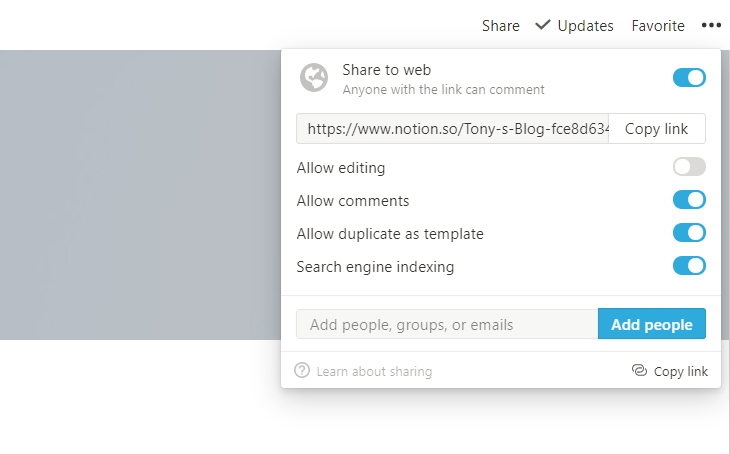 Share Updates Favorite •••
Share to web
Anyone with the link can comment
https://www.notion.so/Tony-s-Blog-fce8d634 Copy link
Allow editing
Allow comments
Allow duplicate as template
Search engine indexing
Add people, groups, or emails Add people
Learn about sharing Copy link